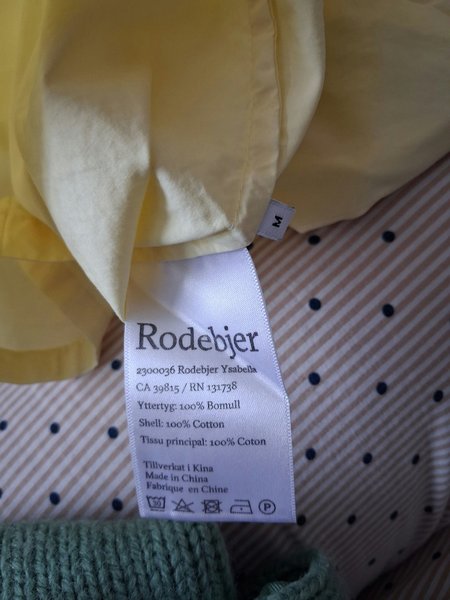 M
Rodebjer
2300036 Rodebjer Ysabella
CA 39815 / RN 131738
Yttertyg: 100% Bomull
Shell: 100% Cotton
Tissu principal: 100% Coton
Tillverkat i Kina
Made in China
Fabrique en Chine
30
P